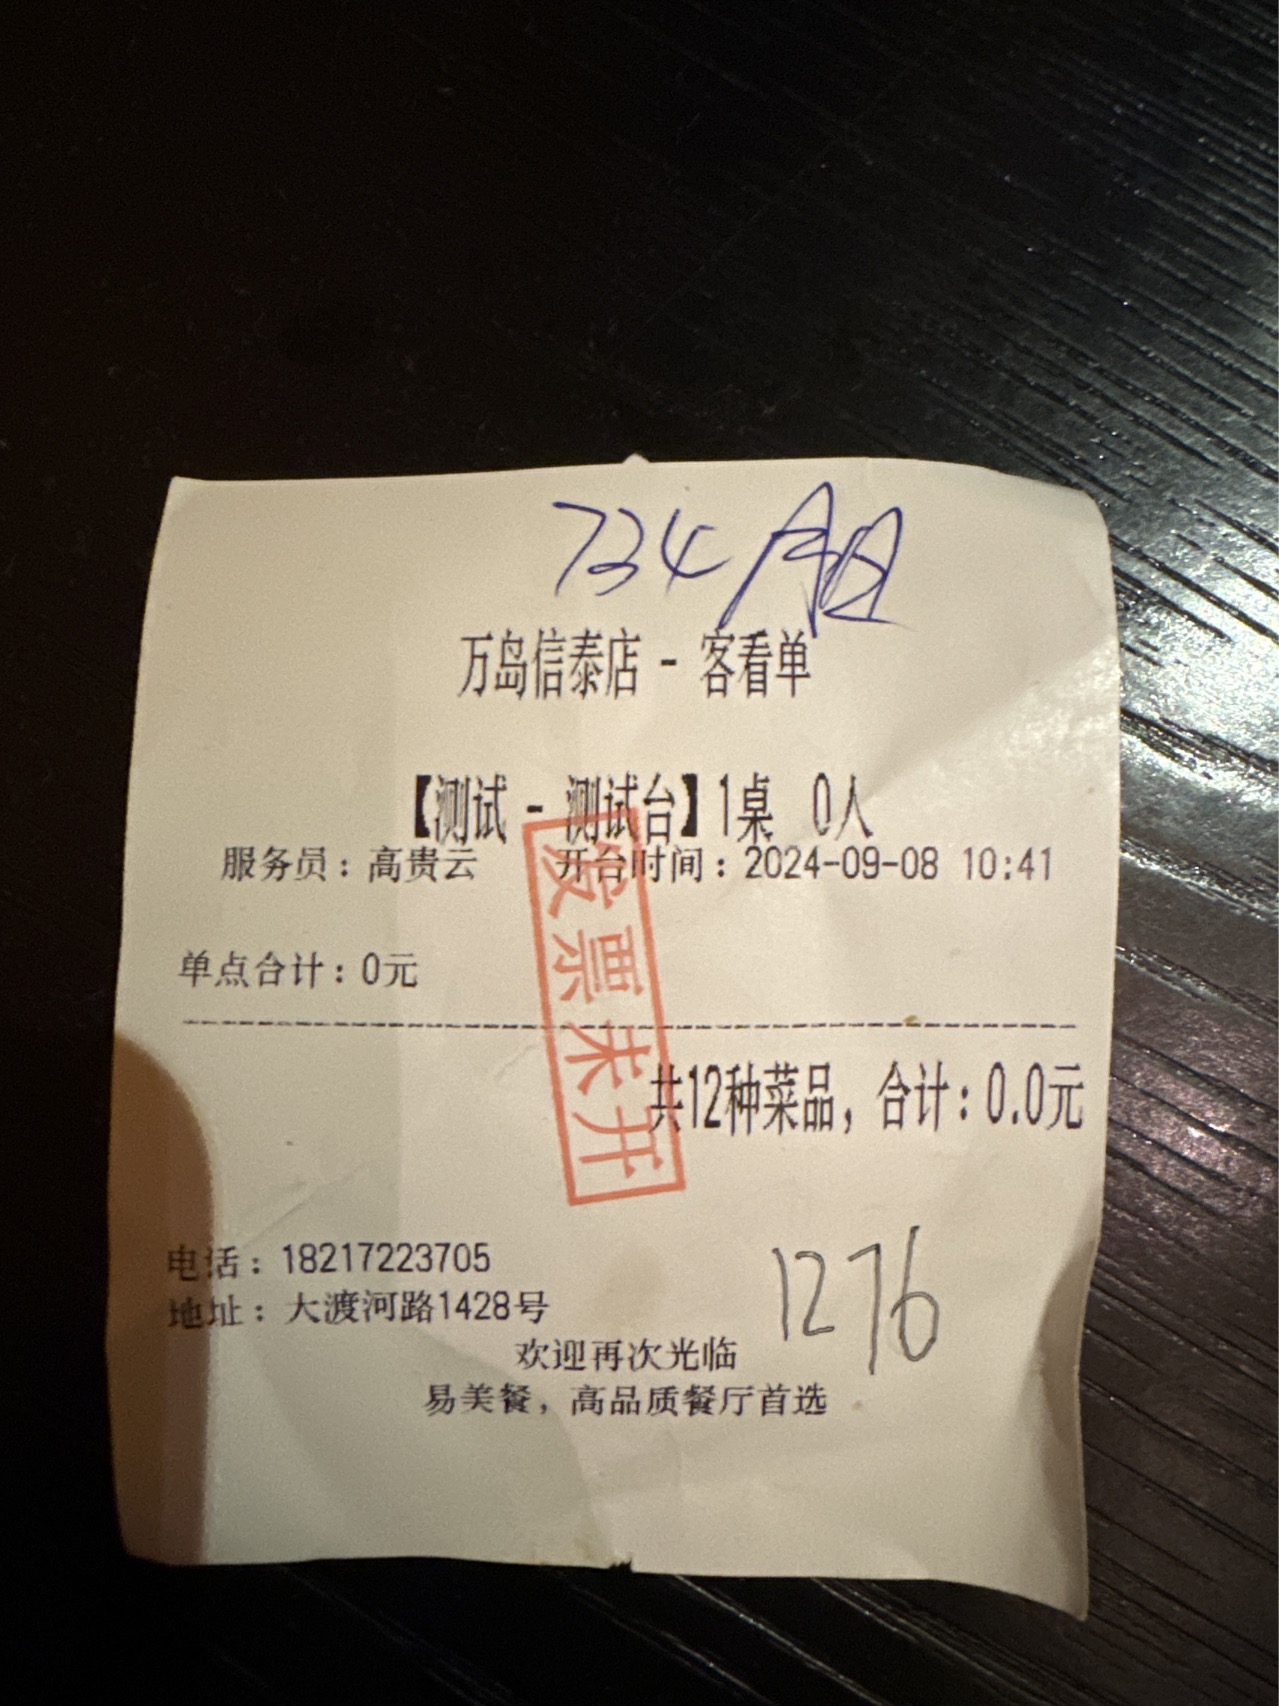 734
万岛信泰店 - 客看单
【测试 - 测试台】1桌 0人
服务员：高贵云 开台时间：2024-09-08 10:41
单点合计：0元
发票未开
共12种菜品，合计：0.0元
电话：18217223705
地址：大渡河路1428号
1276
欢迎再次光临
易美餐，高品质餐厅首选